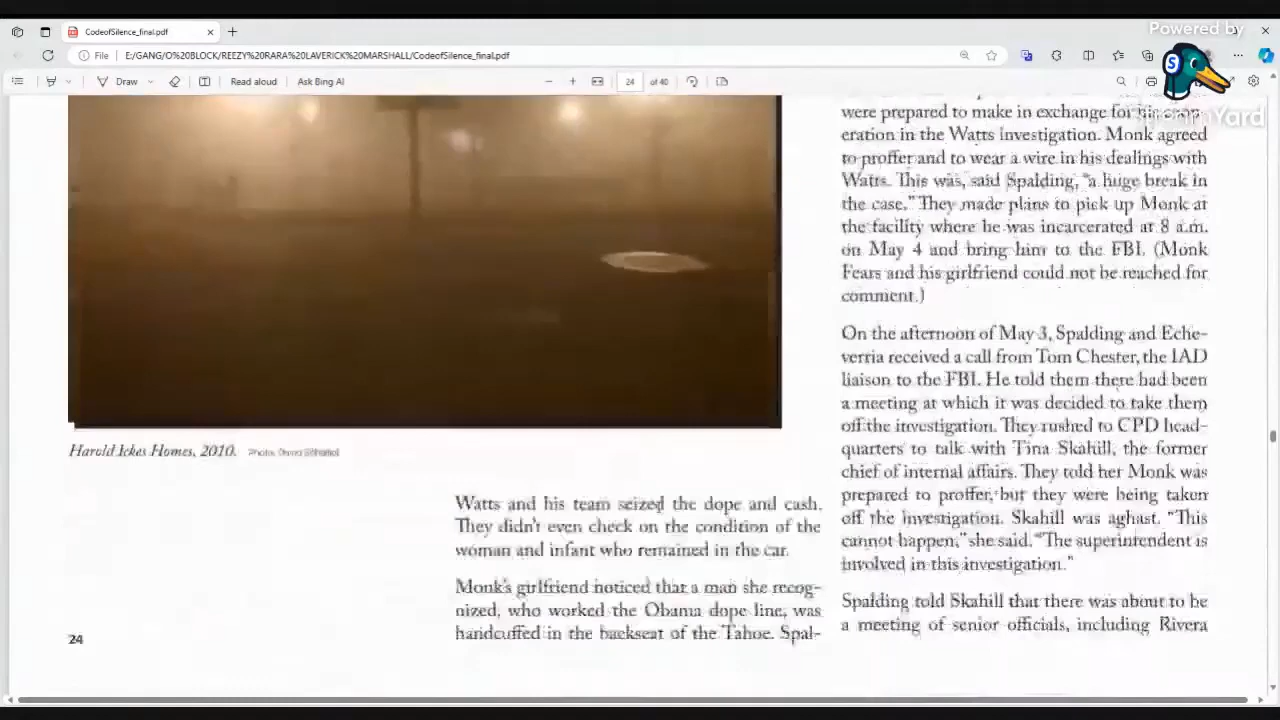 Powered by
StreamYard
CodeofSilence_final.pdf
File
E:/GANG/O%20BLOCK/REEZY%20RARA%20LAVERICK%20MARSHALL/CodeofSilence_final.pdf
Draw
Read aloud
Ask Bing AI
24
of 40
Harold Ickes Homes, 2010.
Watts and his team seized the dope and cash.
They didn't even check on the condition of the
woman and infant who remained in the car.
Monk's girlfriend noticed that a man she recog-
nized, who worked the Obama dope line, was
handcuffed in the backseat of the Tahoe. Spal-
24
were prepared to make in exchange for his
eration in the Watts investigation. Monk agreed
to proffer and to wear a wire in his dealings with
Watts. This was, said Spalding, "a huge break in
the case." They made plans to pick up Monk at
the facility where he was incarcerated at 8 a.m.
on May 4 and bring him to the FBI. (Monk
Fears and his girlfriend could not be reached for
comment.)
On the afternoon of May 3, Spalding and Eche-
verria received a call from Tom Chester, the IAD
liaison to the FBI. He told them there had been
a meeting at which it was decided to take them
off the investigation. They rushed to CPD head-
quarters to talk with Tina Skahill, the former
chief of internal affairs. They told her Monk was
prepared to proffer, but they were being taken
off the investigation. Skahill was aghast. "This
cannot happen," she said. "The superintendent is
involved in this investigation."
Spalding told Skahill that there was about to be
a meeting of senior officials, including Rivera